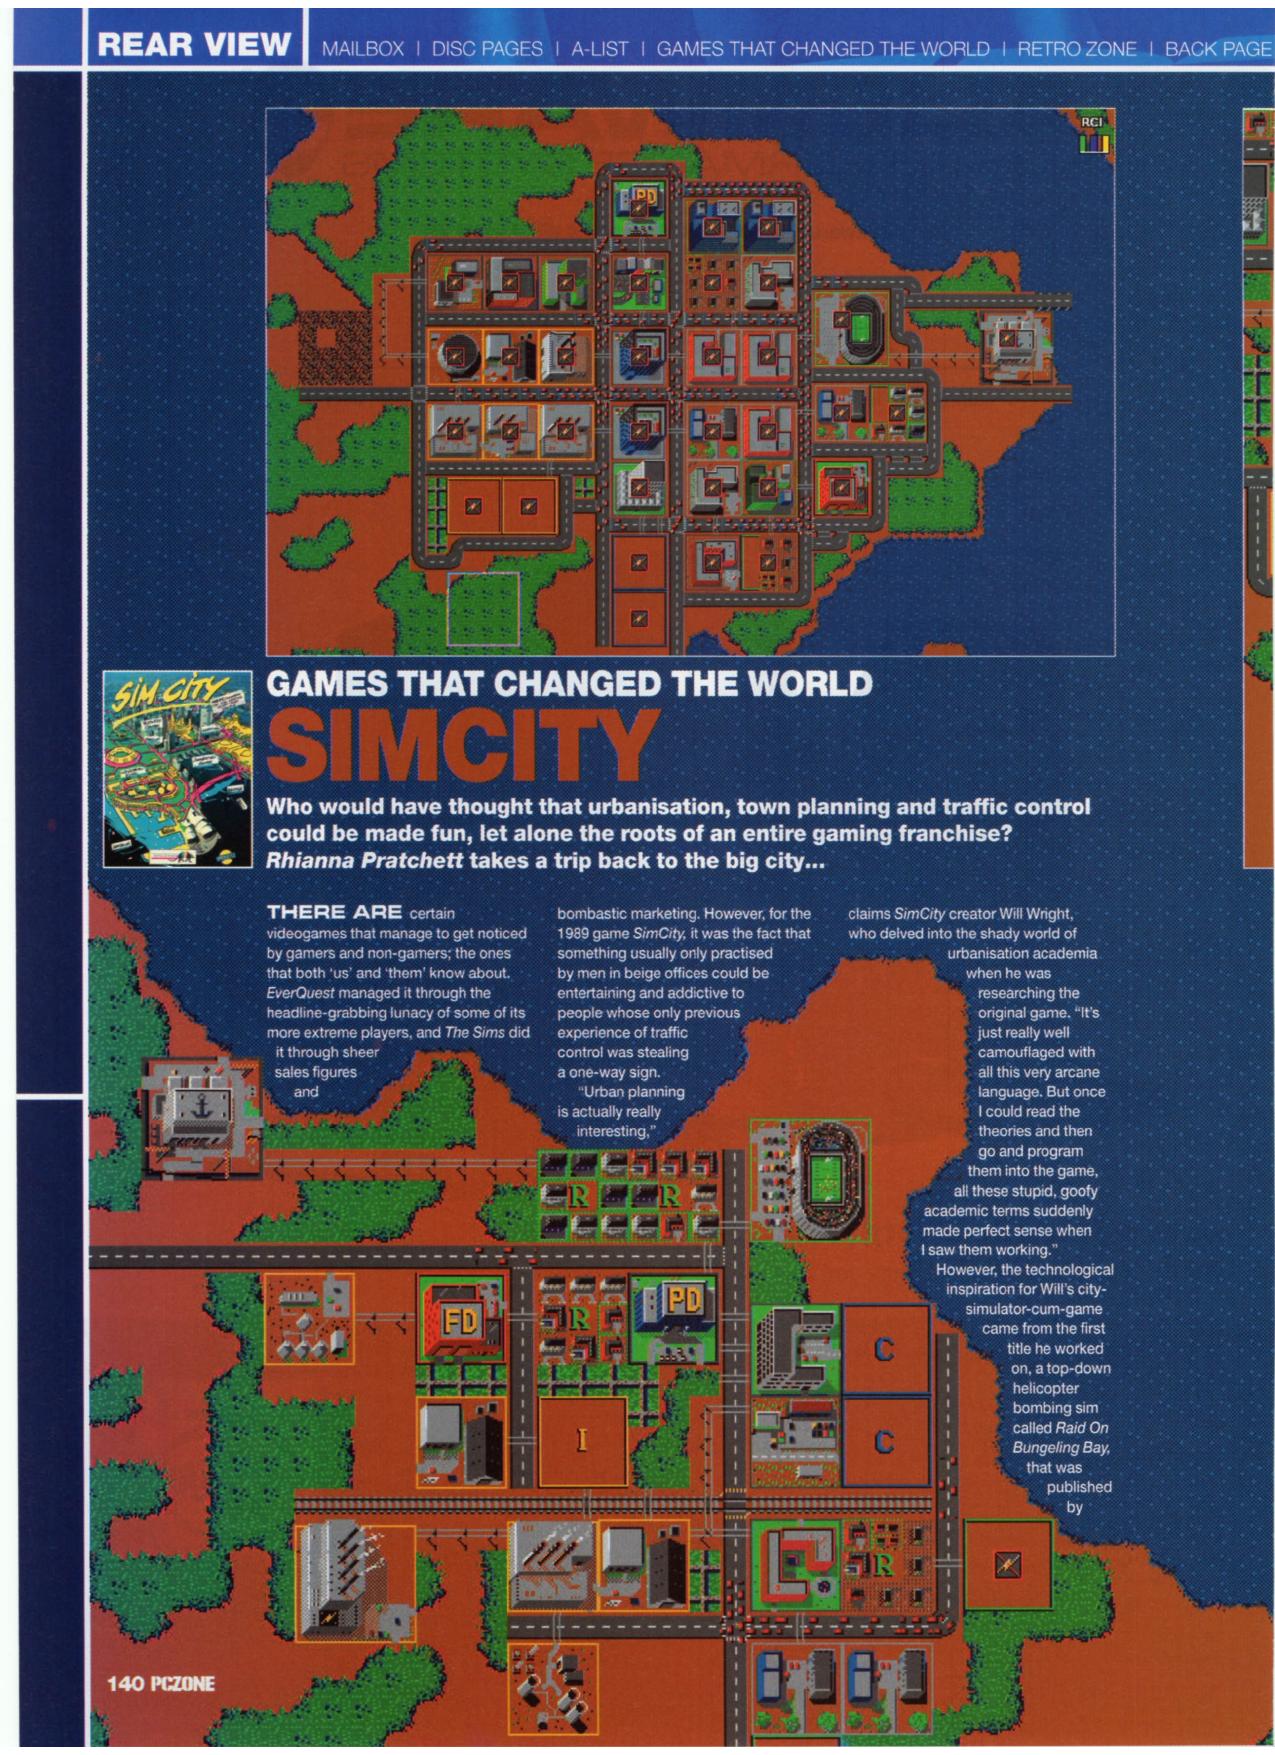 REAR VIEW
MAILBOX | DISC PAGES | A-LIST | GAMES THAT CHANGED THE WORLD | RETRO ZONE | BACK PAGE
RCI
PD
SIM CITY
GAMES THAT CHANGED THE WORLD
SIMCITY
Who would have thought that urbanisation, town planning and traffic control
could be made fun, let alone the roots of an entire gaming franchise?
Rhianna Pratchett takes a trip back to the big city...
THERE ARE certain
videogames that manage to get noticed
by gamers and non-gamers; the ones
that both 'us' and 'them' know about.
EverQuest managed it through the
headline-grabbing lunacy of some of its
more extreme players, and The Sims did
it through sheer
sales figures
and
bombastic marketing. However, for the
1989 game SimCity, it was the fact that
something usually only practised
by men in beige offices could be
entertaining and addictive to
people whose only previous
experience of traffic
control was stealing
a one-way sign.
"Urban planning
is actually really
interesting,"
claims SimCity creator Will Wright,
who delved into the shady world of
urbanisation academia
when he was
researching the
original game. "It's
just really well
camouflaged with
all this very arcane
language. But once
I could read the
theories and then
go and program
them into the game,
all these stupid, goofy
academic terms suddenly
made perfect sense when
I saw them working."
However, the technological
inspiration for Will's city-
simulator-cum-game
came from the first
title he worked
on, a top-down
helicopter
bombing sim
called Raid On
Bungeling Bay,
that was
published
by
R R
FD R PD
C
I C
R
140 PCZONE